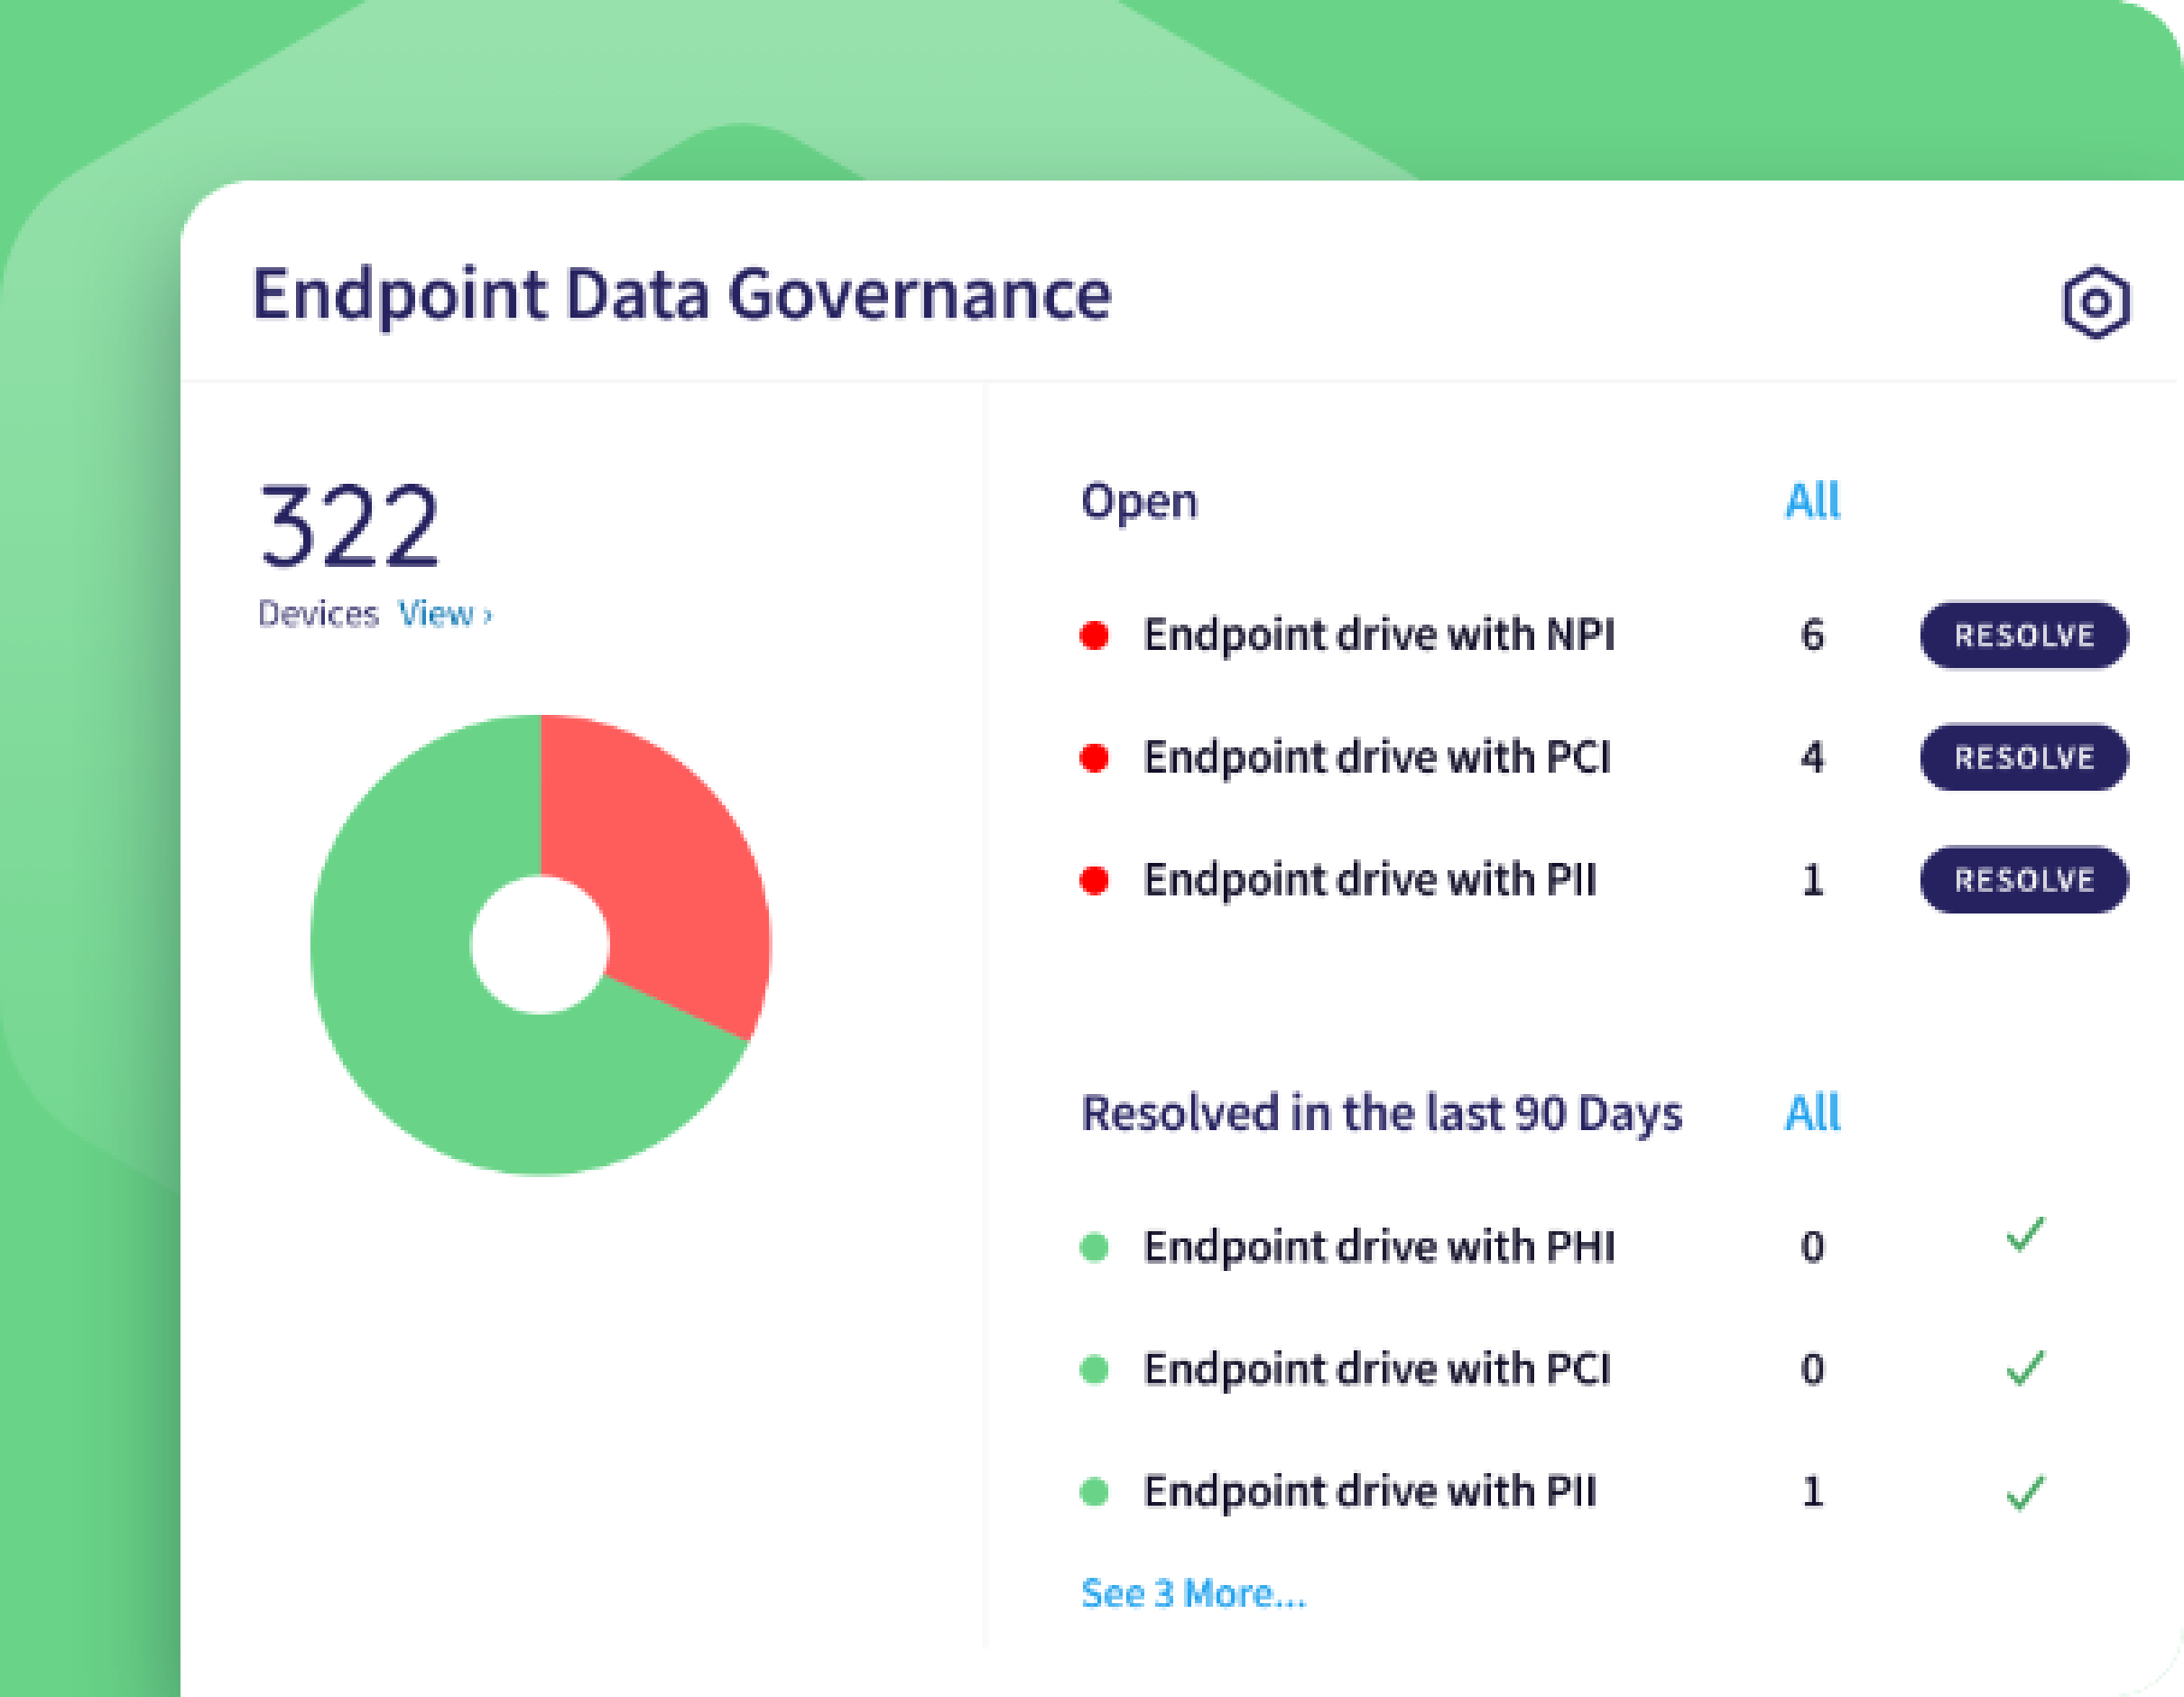 Endpoint Data Governance
322
Devices View ›
Open All
Endpoint drive with NPI 6 RESOLVE
Endpoint drive with PCI 4 RESOLVE
Endpoint drive with PII 1 RESOLVE
Resolved in the last 90 Days All
Endpoint drive with PHI 0
Endpoint drive with PCI 0
Endpoint drive with PII 1
See 3 More...